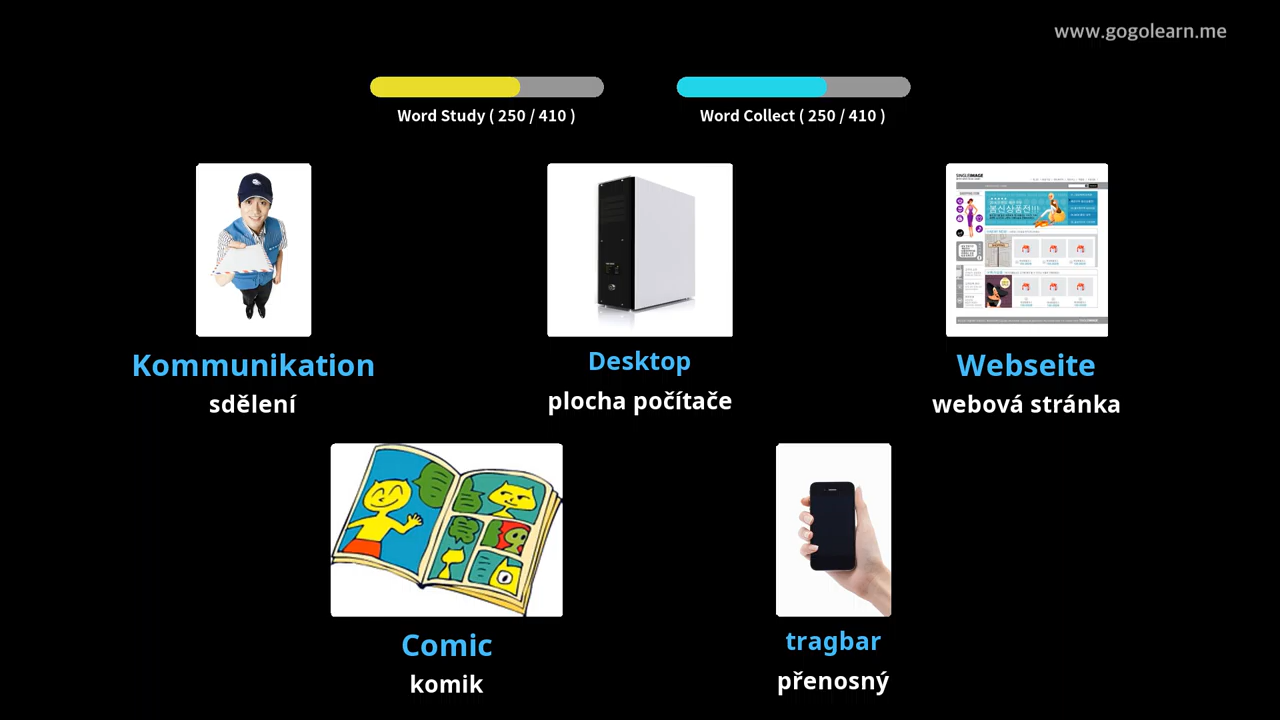 www.gogolearn.me
Word Study ( 250 / 410 )
Word Collect ( 250 / 410 )
Kommunikation
sdělení
Desktop
plocha počítače
Webseite
webová stránka
Comic
komik
tragbar
přenosný